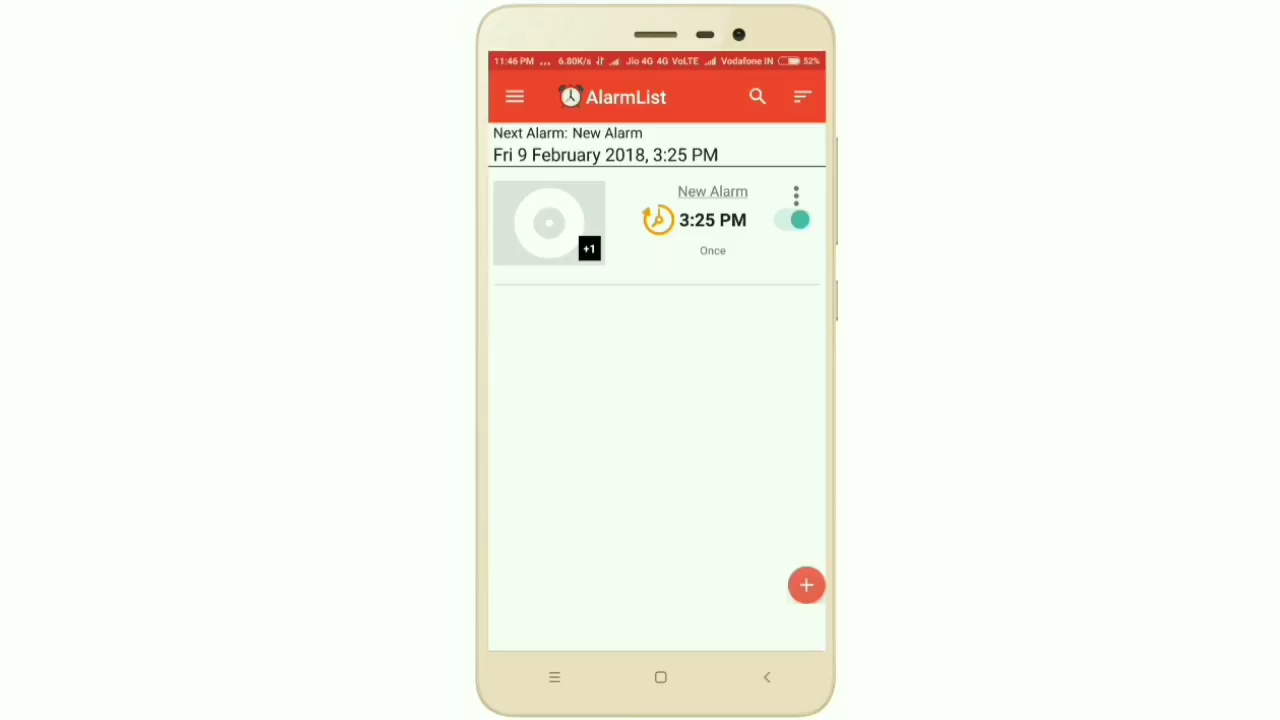 11:46 PM ... 6.80K/s Jio 4G 4G VoLTE Vodafone IN 52%
AlarmList
Next Alarm: New Alarm
Fri 9 February 2018, 3:25 PM
New Alarm
3:25 PM
+1
Once
+